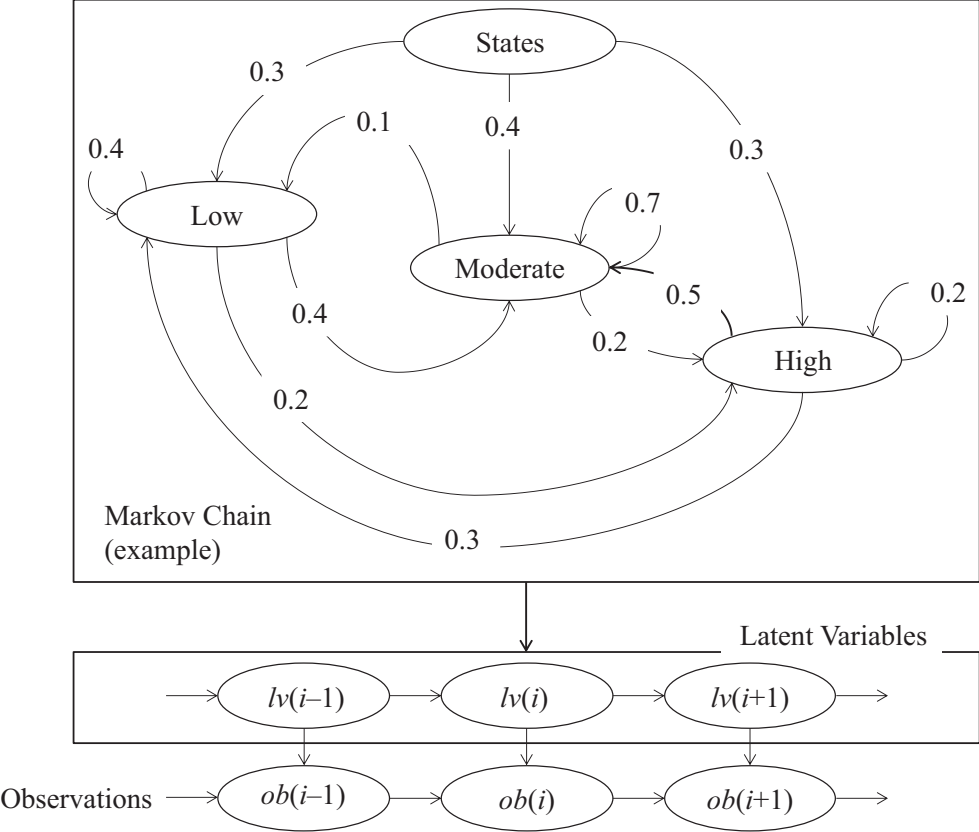 States
0.3
0.1
0.4
0.4
0.3
Low
0.7
Moderate
0.5
0.2
0.4
0.2
High
0.2
Markov Chain
(example)
0.3
Latent Variables
lv(i–1)
lv(i)
lv(i+1)
Observations
ob(i–1)
ob(i)
ob(i+1)